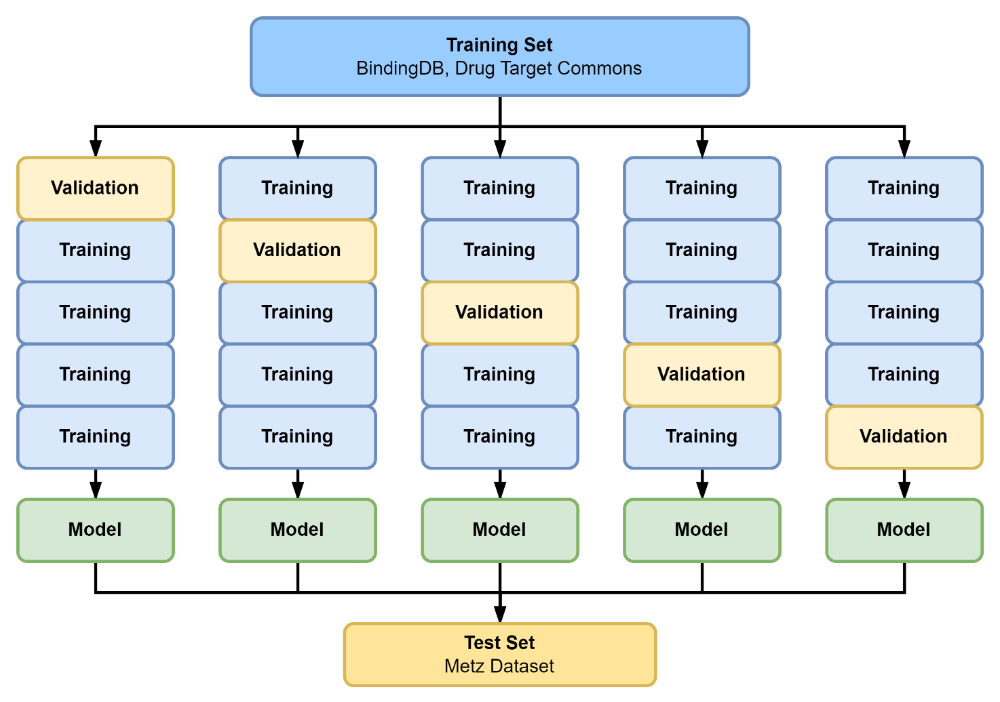 Training Set
BindingDB, Drug Target Commons
Validation Training Training Training Training
Training Validation Training Training Training
Training Training Validation Training Training
Training Training Training Validation Training
Training Training Training Training Validation
Model Model Model Model Model
Test Set
Metz Dataset